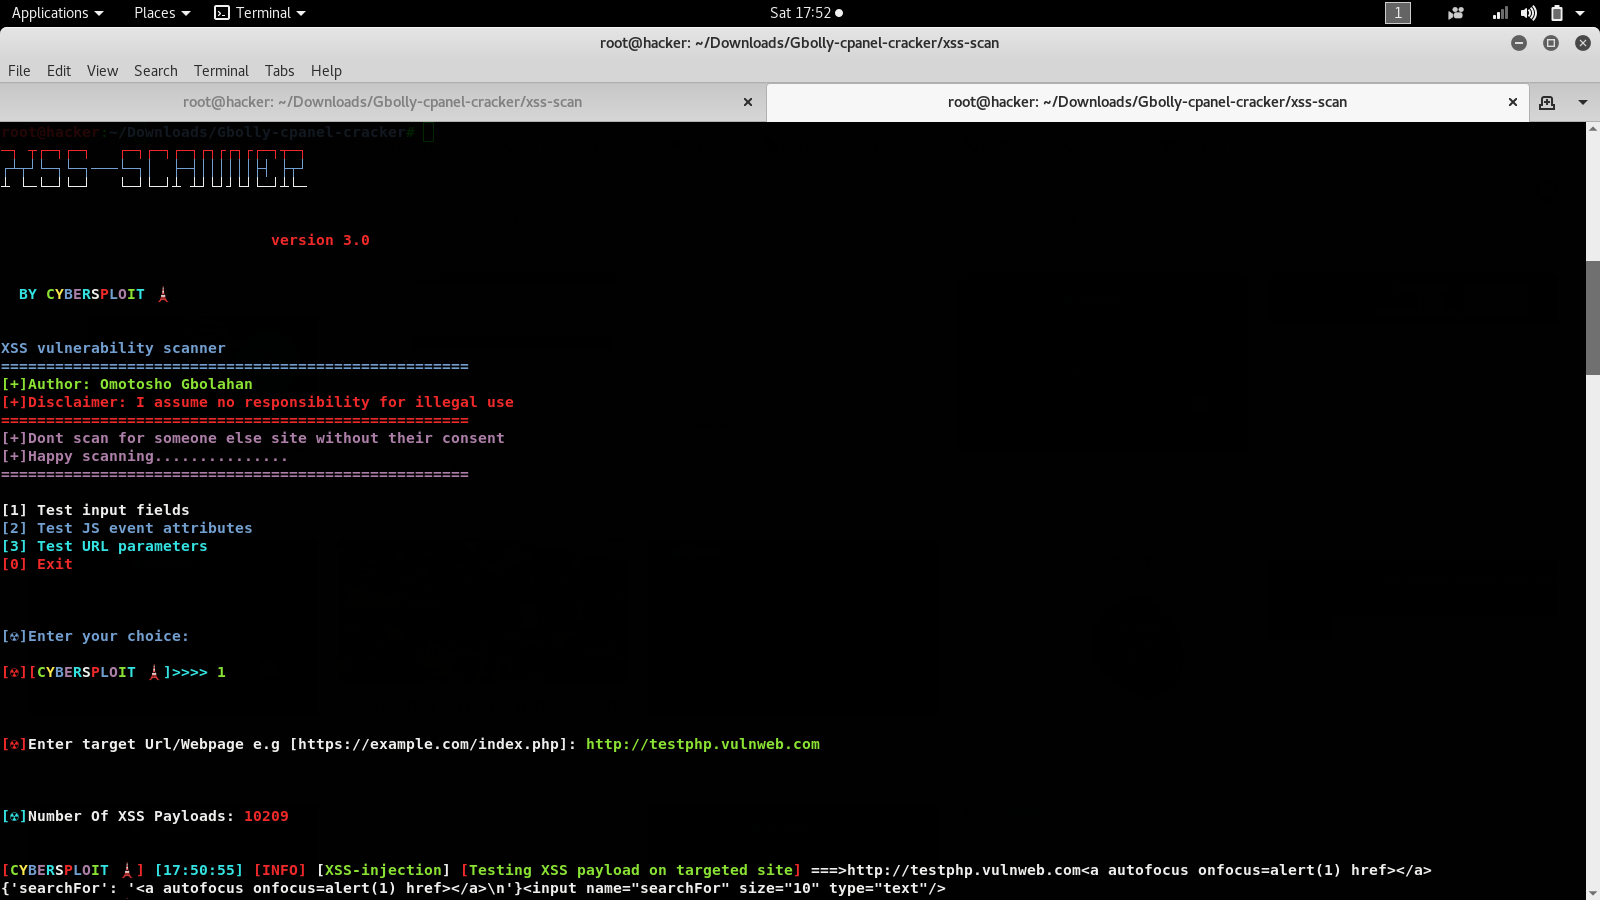 Applications Places Terminal Sat 17:52 1
root@hacker: ~/Downloads/Gbolly-cpanel-cracker/xss-scan
File Edit View Search Terminal Tabs Help
root@hacker: ~/Downloads/Gbolly-cpanel-cracker/xss-scan root@hacker: ~/Downloads/Gbolly-cpanel-cracker/xss-scan
root@hacker:~/Downloads/Gbolly-cpanel-cracker#
XSS-SCANNER
version 3.0
BY CYBERSPLOIT
XSS vulnerability scanner
====================================================
[+]Author: Omotosho Gbolahan
[+]Disclaimer: I assume no responsibility for illegal use
====================================================
[+]Dont scan for someone else site without their consent
[+]Happy scanning...............
====================================================
[1] Test input fields
[2] Test JS event attributes
[3] Test URL parameters
[0] Exit
[☢]Enter your choice:
[☢][CYBERSPLOIT 🗼]>>>> 1
[☢]Enter target Url/Webpage e.g [https://example.com/index.php]: http://testphp.vulnweb.com
[☢]Number Of XSS Payloads: 10209
[CYBERSPLOIT 🗼] [17:50:55] [INFO] [XSS-injection] [Testing XSS payload on targeted site] ===>http://testphp.vulnweb.com<a autofocus onfocus=alert(1) href></a>
{'searchFor': '<a autofocus onfocus=alert(1) href></a>\n'}<input name="searchFor" size="10" type="text"/>